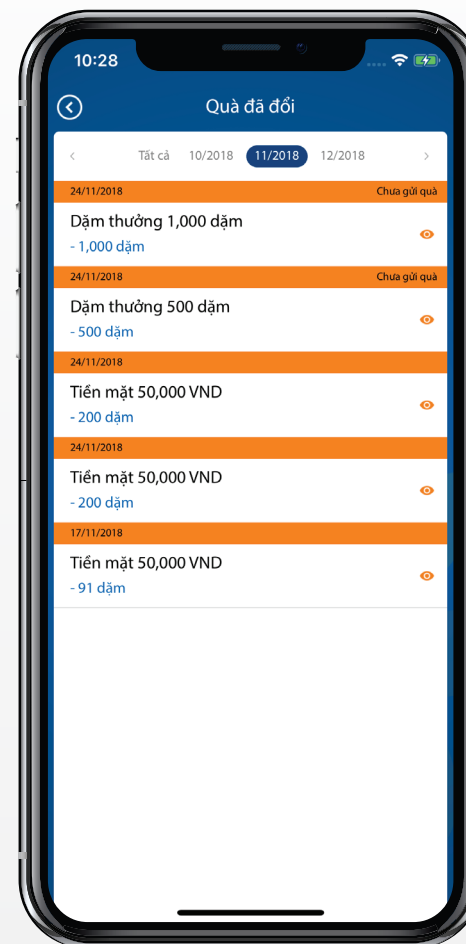 10:28
Quà đã đổi
Tất cả 10/2018 11/2018 12/2018
24/11/2018 Chưa gửi quà
Dặm thưởng 1,000 dặm
- 1,000 dặm
24/11/2018 Chưa gửi quà
Dặm thưởng 500 dặm
- 500 dặm
24/11/2018
Tiền mặt 50,000 VND
- 200 dặm
24/11/2018
Tiền mặt 50,000 VND
- 200 dặm
17/11/2018
Tiền mặt 50,000 VND
- 91 dặm